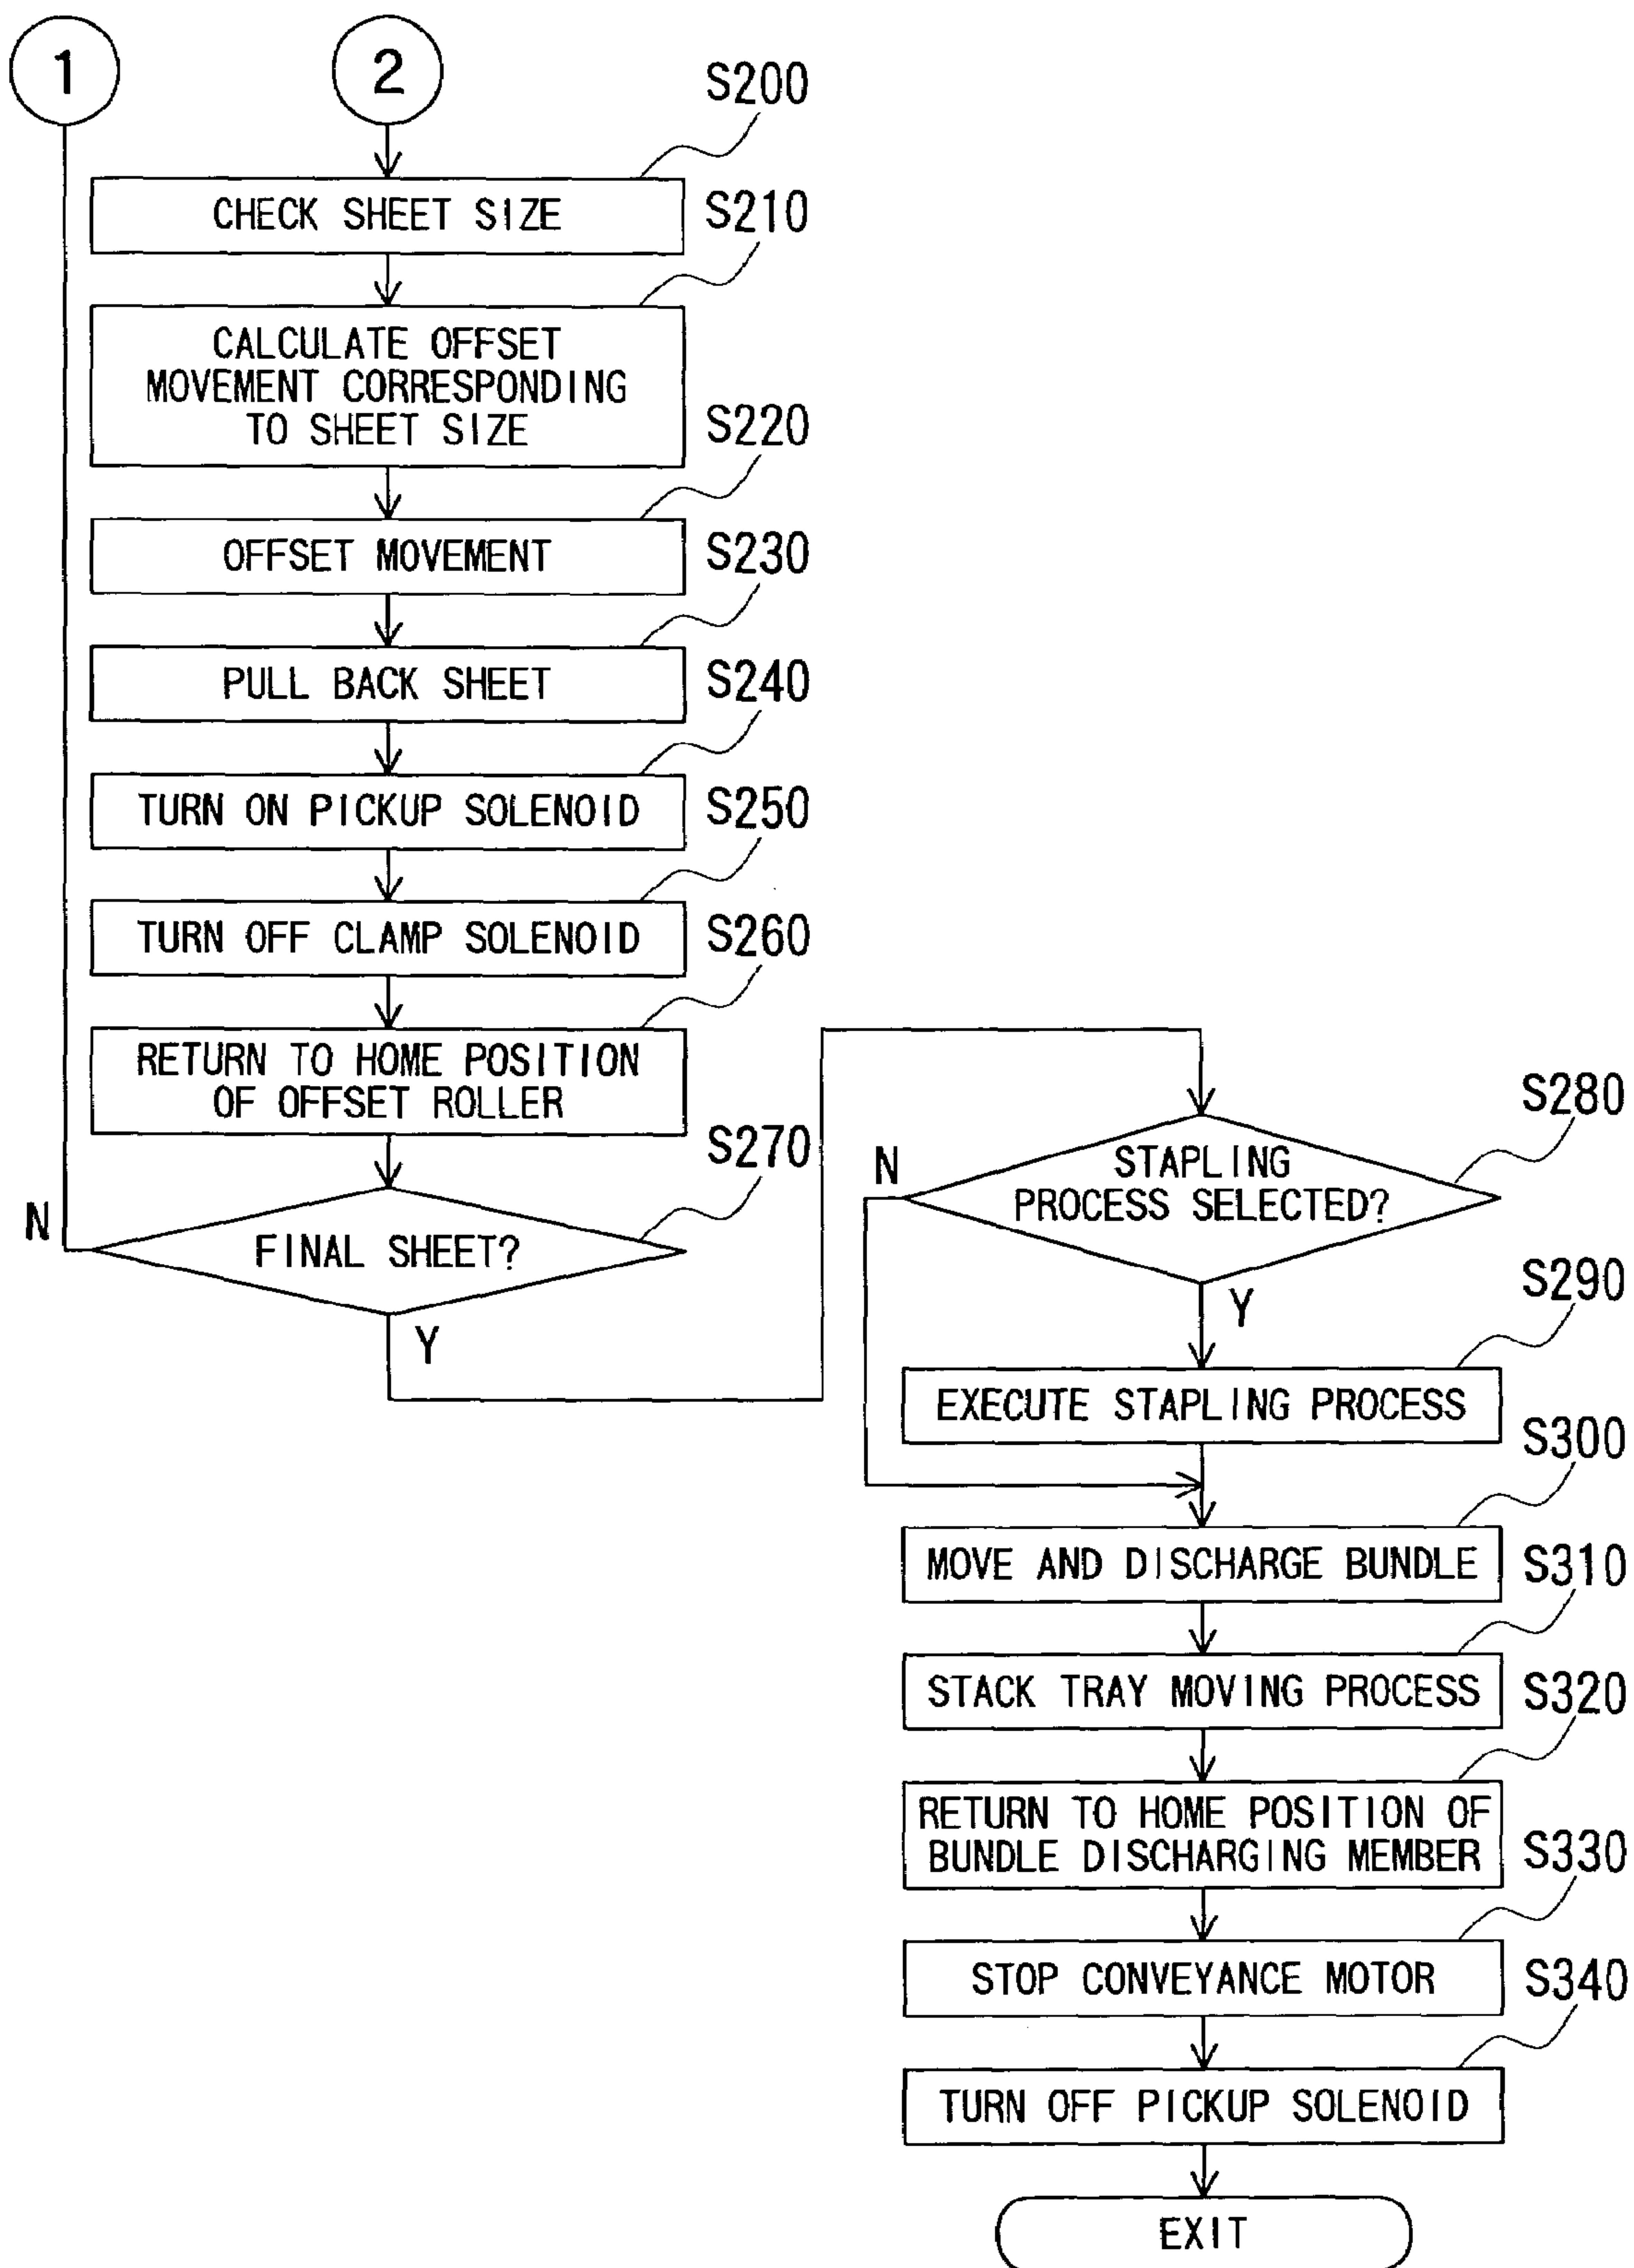 1
2
S200
CHECK SHEET SIZE
S210
CALCULATE OFFSET
MOVEMENT CORRESPONDING
TO SHEET SIZE
S220
OFFSET MOVEMENT
S230
PULL BACK SHEET
S240
TURN ON PICKUP SOLENOID
S250
TURN OFF CLAMP SOLENOID
S260
RETURN TO HOME POSITION
OF OFFSET ROLLER
S270
N
FINAL SHEET?
Y
S280
N
STAPLING
PROCESS SELECTED?
Y
S290
EXECUTE STAPLING PROCESS
S300
MOVE AND DISCHARGE BUNDLE
S310
STACK TRAY MOVING PROCESS
S320
RETURN TO HOME POSITION OF
BUNDLE DISCHARGING MEMBER
S330
STOP CONVEYANCE MOTOR
S340
TURN OFF PICKUP SOLENOID
EXIT